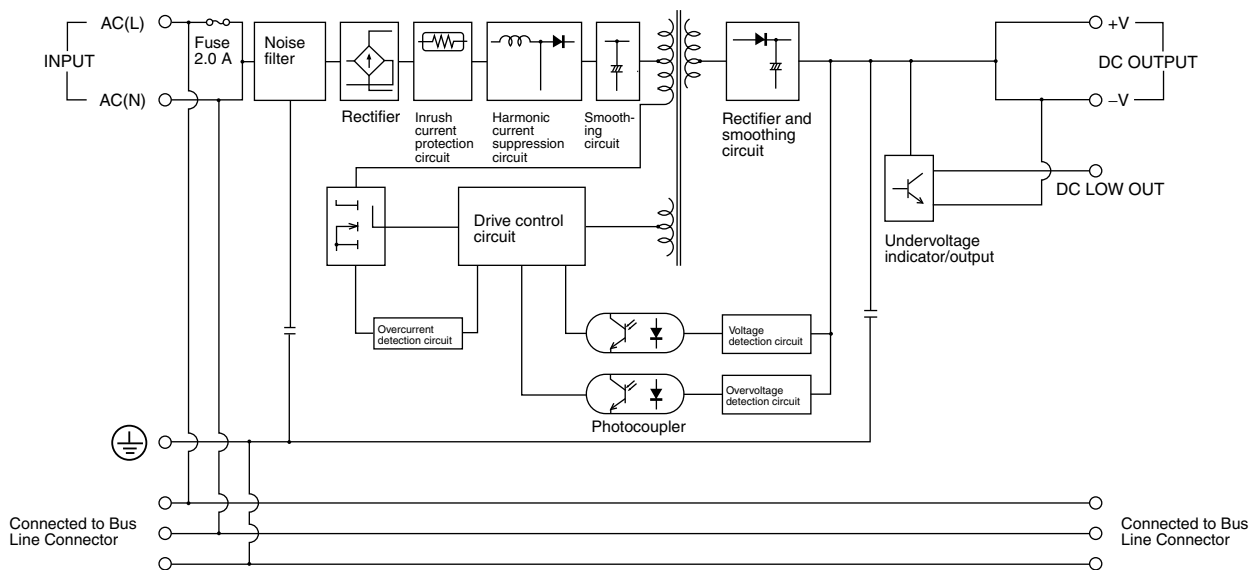 AC(L)
INPUT
AC(N)
Fuse
2.0 A
Noise
filter
Rectifier
Inrush
current
protection
circuit
Harmonic
current
suppression
circuit
Smooth-
ing
circuit
Rectifier and
smoothing
circuit
+V
DC OUTPUT
−V
DC LOW OUT
Undervoltage
indicator/output
Drive control
circuit
Overcurrent
detection circuit
Voltage
detection circuit
Overvoltage
detection circuit
Photocoupler
Connected to Bus
Line Connector
Connected to Bus
Line Connector